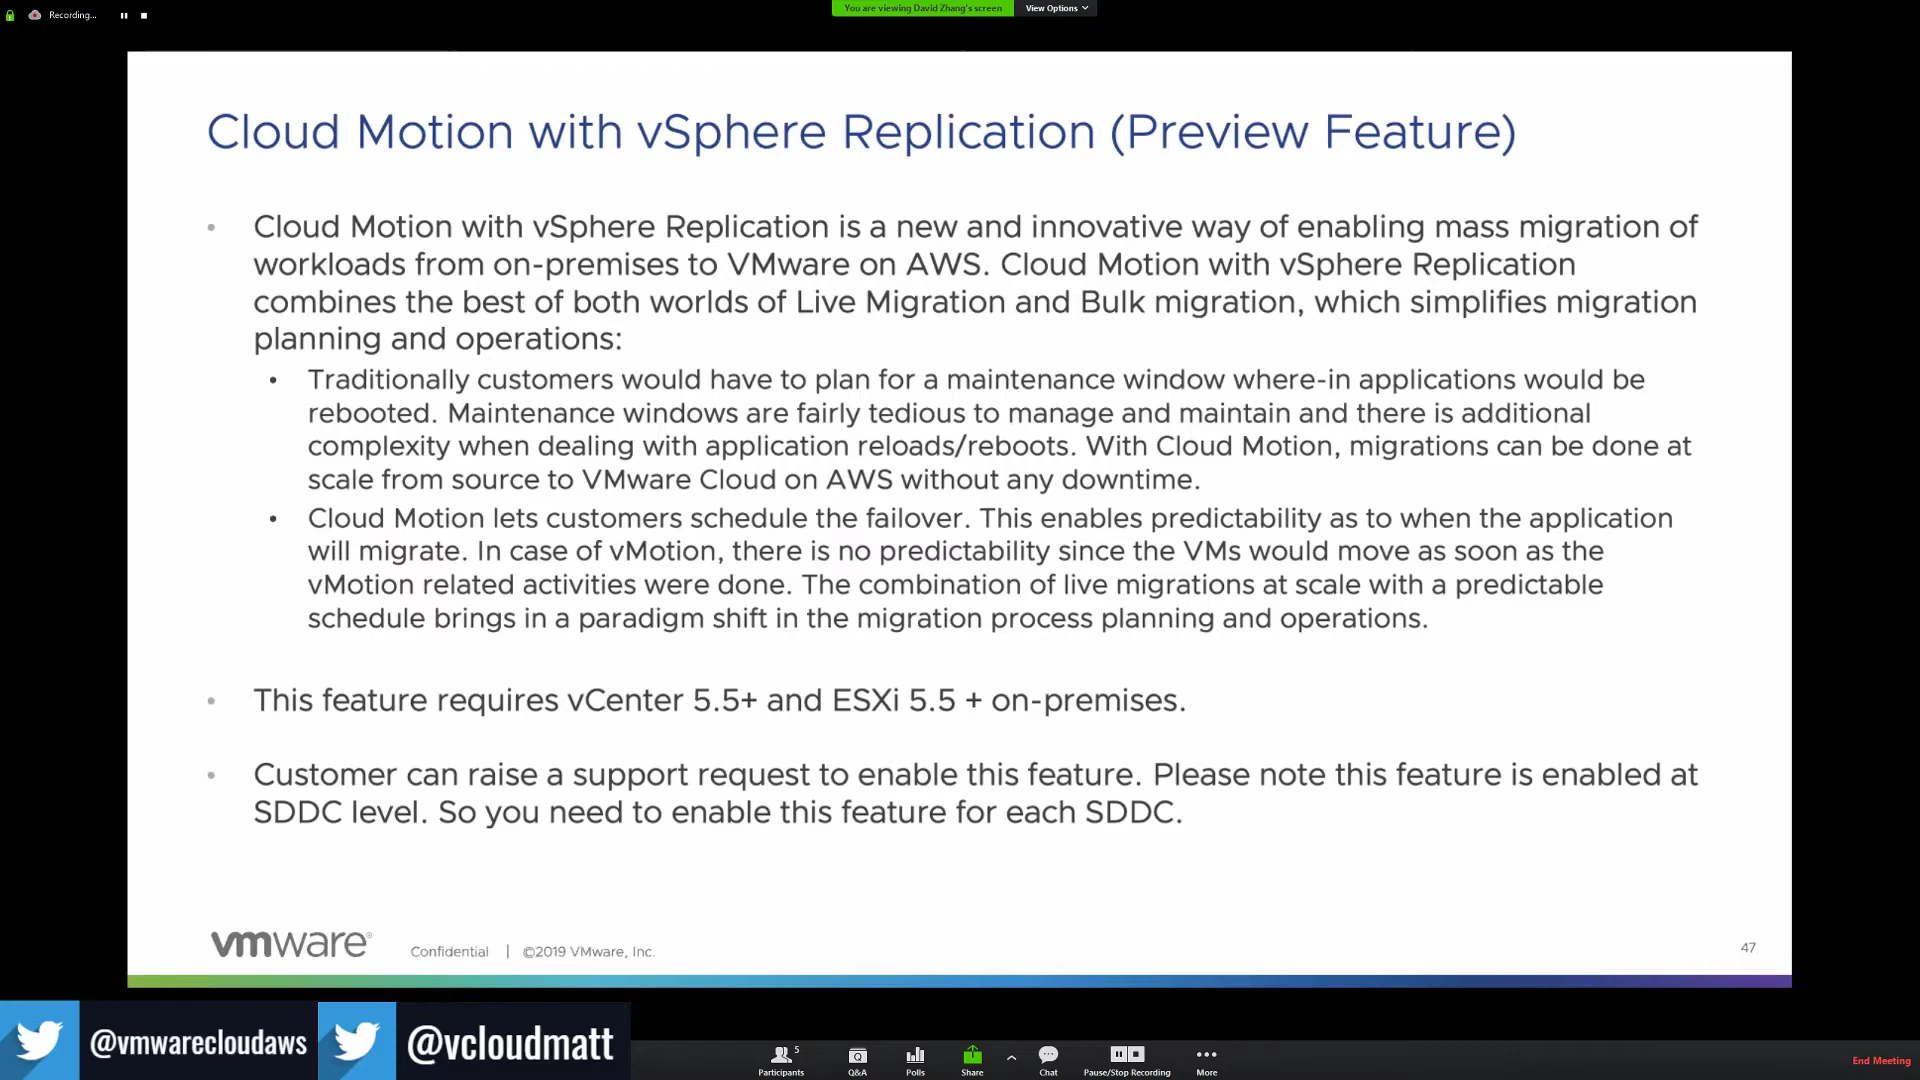 Recording...
You are viewing David Zhang's screen
View Options
Cloud Motion with vSphere Replication (Preview Feature)
• Cloud Motion with vSphere Replication is a new and innovative way of enabling mass migration of
workloads from on-premises to VMware on AWS. Cloud Motion with vSphere Replication
combines the best of both worlds of Live Migration and Bulk migration, which simplifies migration
planning and operations:
• Traditionally customers would have to plan for a maintenance window where-in applications would be
rebooted. Maintenance windows are fairly tedious to manage and maintain and there is additional
complexity when dealing with application reloads/reboots. With Cloud Motion, migrations can be done at
scale from source to VMware Cloud on AWS without any downtime.
• Cloud Motion lets customers schedule the failover. This enables predictability as to when the application
will migrate. In case of vMotion, there is no predictability since the VMs would move as soon as the
vMotion related activities were done. The combination of live migrations at scale with a predictable
schedule brings in a paradigm shift in the migration process planning and operations.
• This feature requires vCenter 5.5+ and ESXi 5.5 + on-premises.
• Customer can raise a support request to enable this feature. Please note this feature is enabled at
SDDC level. So you need to enable this feature for each SDDC.
vmware®
Confidential | ©2019 VMware, Inc.
47
@vmwarecloudaws
@vcloudmatt
5
Participants
Q&A
Polls
Share
Chat
Pause/Stop Recording
More
End Meeting